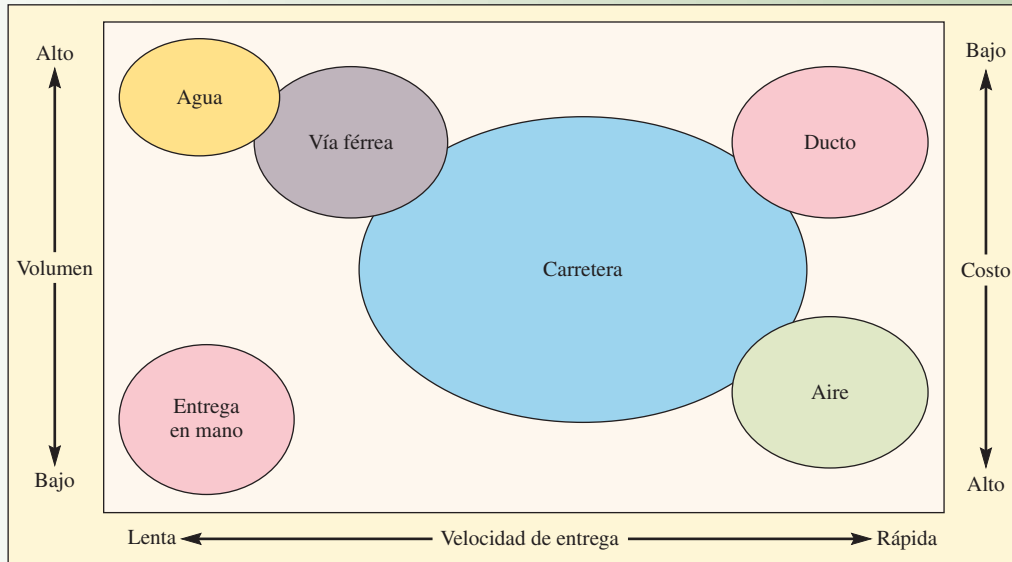 Alto
Bajo
Agua
Vía férrea
Ducto
Volumen
Carretera
Costo
Entrega
en mano
Aire
Bajo
Alto
Lenta
Velocidad de entrega
Rápida